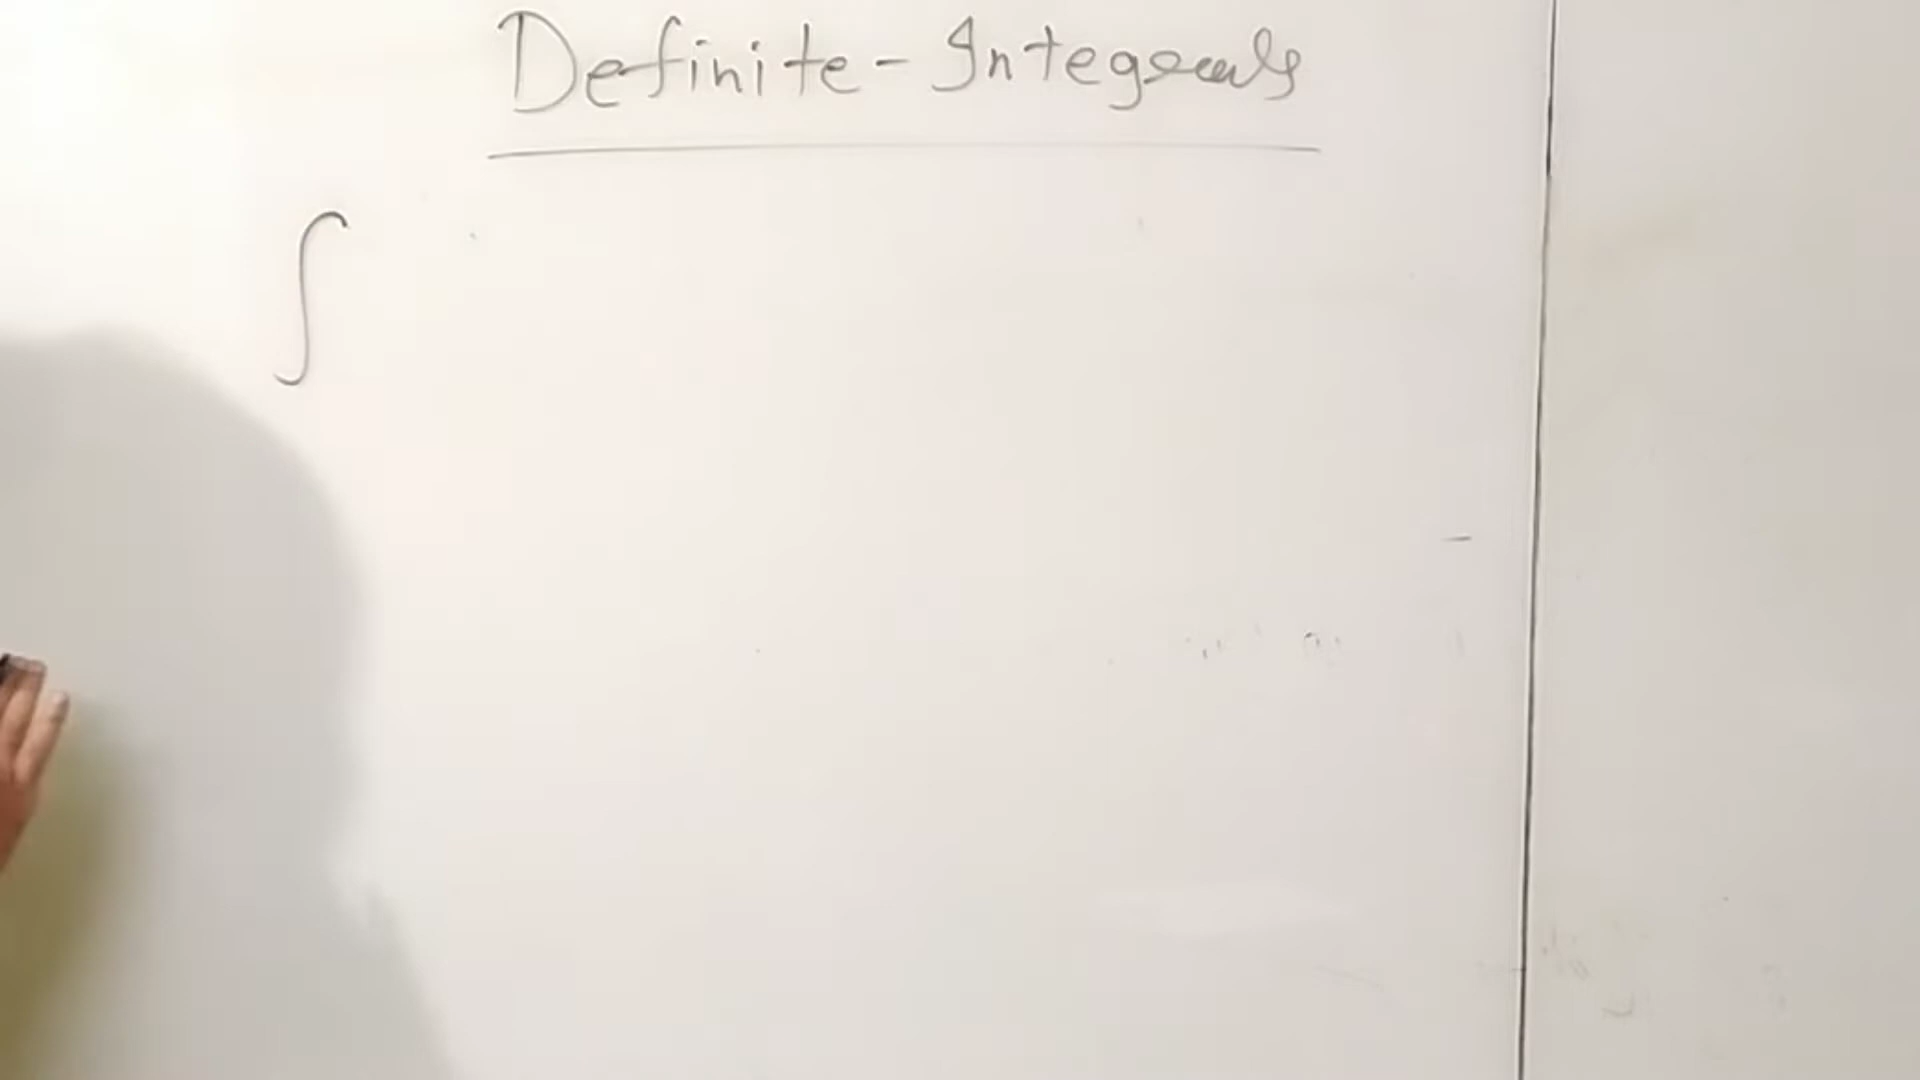 Definite - Integrals
∫